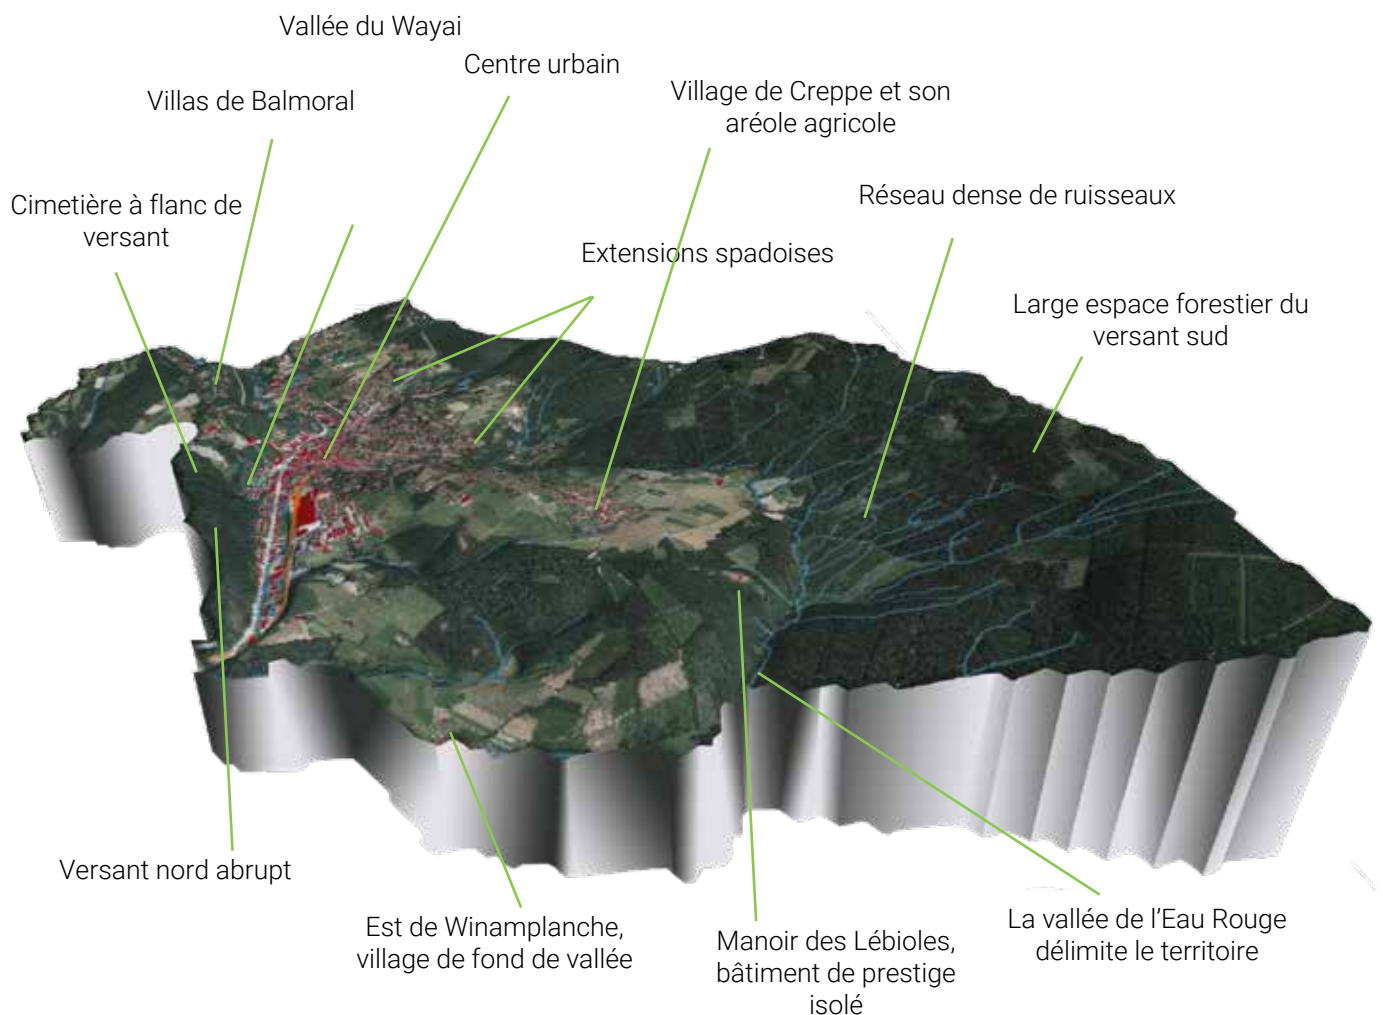 Vallée du Wayai
Centre urbain
Villas de Balmoral
Village de Creppe et son
aréole agricole
Cimetière à flanc de
versant
Réseau dense de ruisseaux
Extensions spadoises
Large espace forestier du
versant sud
Versant nord abrupt
Est de Winamplanche,
village de fond de vallée
Manoir des Lébioles,
bâtiment de prestige
isolé
La vallée de l'Eau Rouge
délimite le territoire